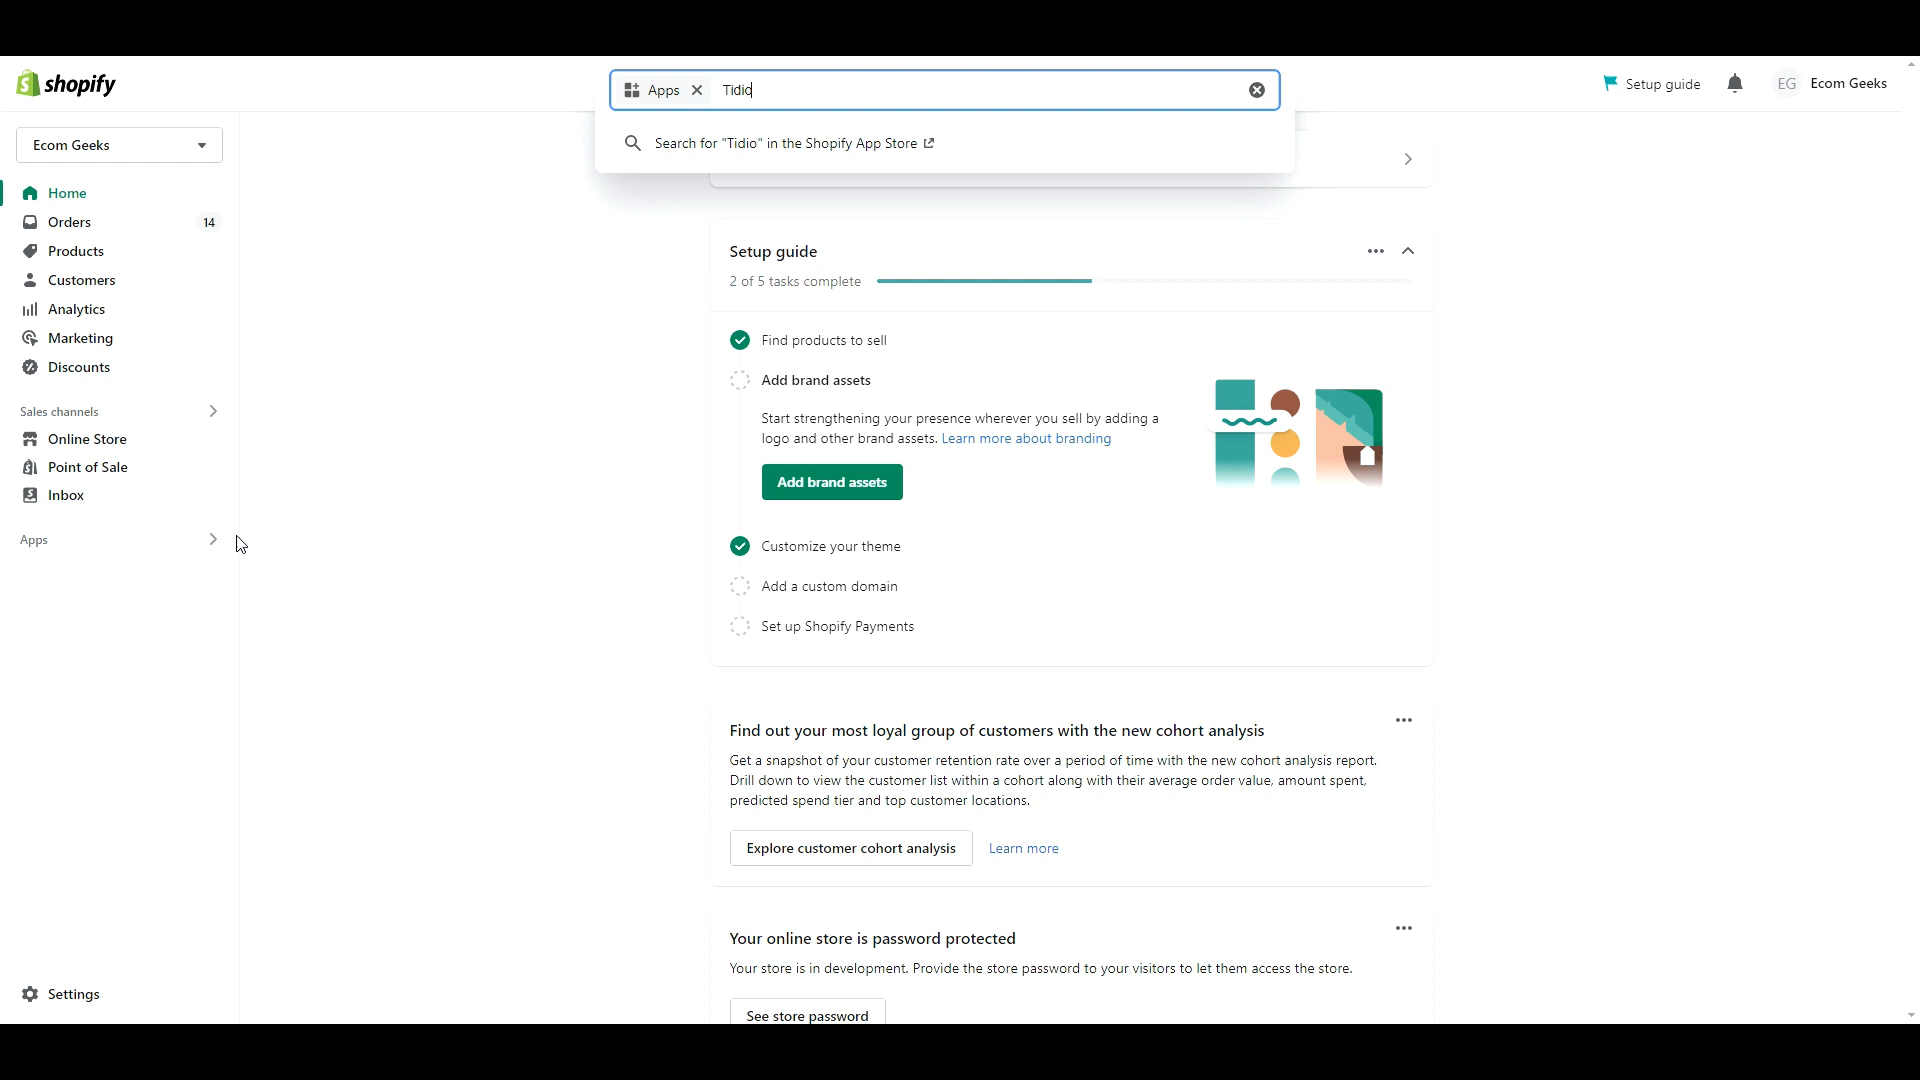 shopify
Apps Tidio
Setup guide
EG Ecom Geeks
Search for "Tidio" in the Shopify App Store
Ecom Geeks
Home
Orders 14
Products
Customers
Analytics
Marketing
Discounts
Sales channels
Online Store
Point of Sale
Inbox
Apps
Settings
Setup guide
2 of 5 tasks complete
Find products to sell
Add brand assets
Start strengthening your presence wherever you sell by adding a
logo and other brand assets. Learn more about branding
Add brand assets
Customize your theme
Add a custom domain
Set up Shopify Payments
Find out your most loyal group of customers with the new cohort analysis
Get a snapshot of your customer retention rate over a period of time with the new cohort analysis report.
Drill down to view the customer list within a cohort along with their average order value, amount spent,
predicted spend tier and top customer locations.
Explore customer cohort analysis Learn more
Your online store is password protected
Your store is in development. Provide the store password to your visitors to let them access the store.
See store password